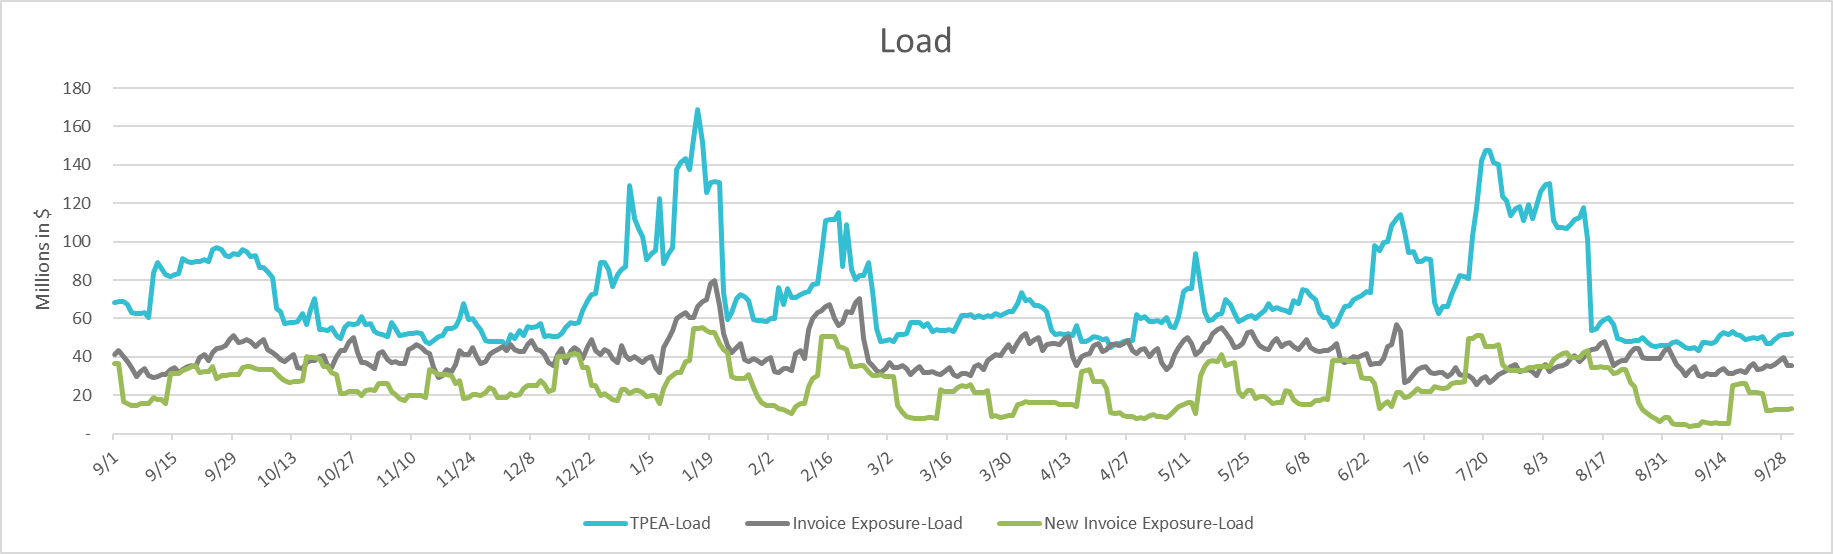 Load
Millions in $
180
160
140
120
100
80
60
40
20
-
9/1 9/15 9/29 10/13 10/27 11/10 11/24 12/8 12/22 1/5 1/19 2/2 2/16 3/2 3/16 3/30 4/13 4/27 5/11 5/25 6/8 6/22 7/6 7/20 8/3 8/17 8/31 9/14 9/28
TPEA-Load Invoice Exposure-Load New Invoice Exposure-Load